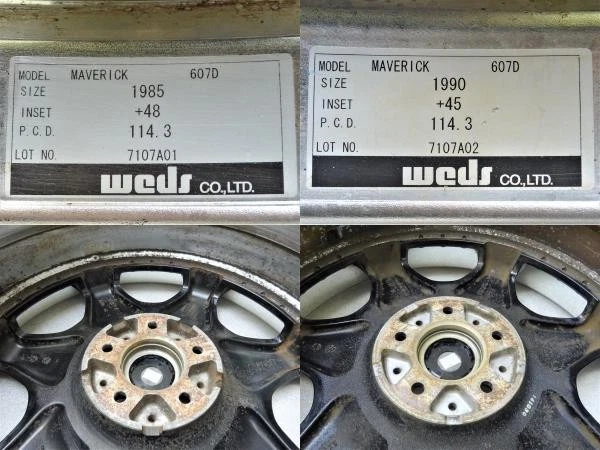 MODEL MAVERICK 607D
SIZE 1985
INSET +48
P.C.D. 114.3
LOT NO. 7107A01
weds CO.,LTD.
MODEL MAVERICK 607D
SIZE 1990
INSET +45
P.C.D. 114.3
LOT NO. 7107A02
weds CO.,LTD.